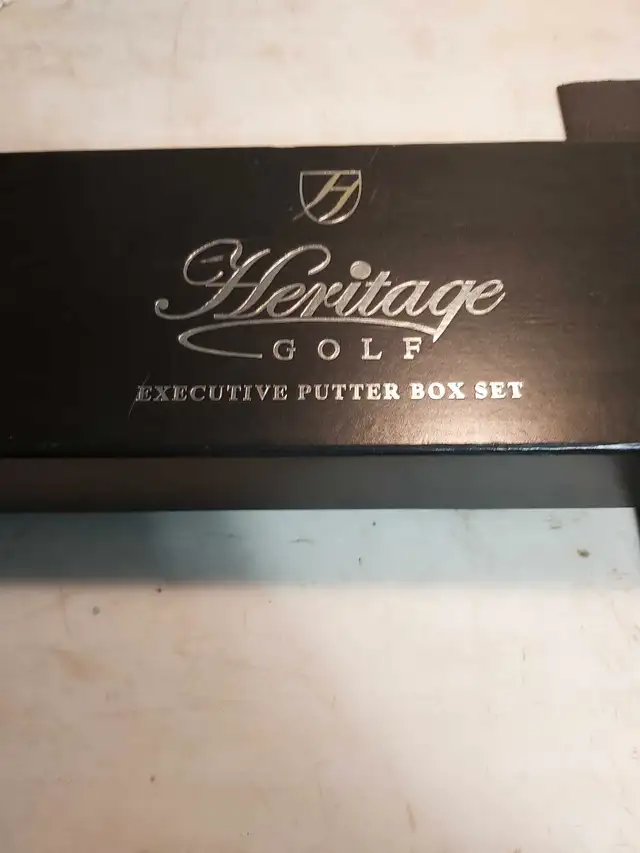 H
Heritage
GOLF
EXECUTIVE PUTTER BOX SET